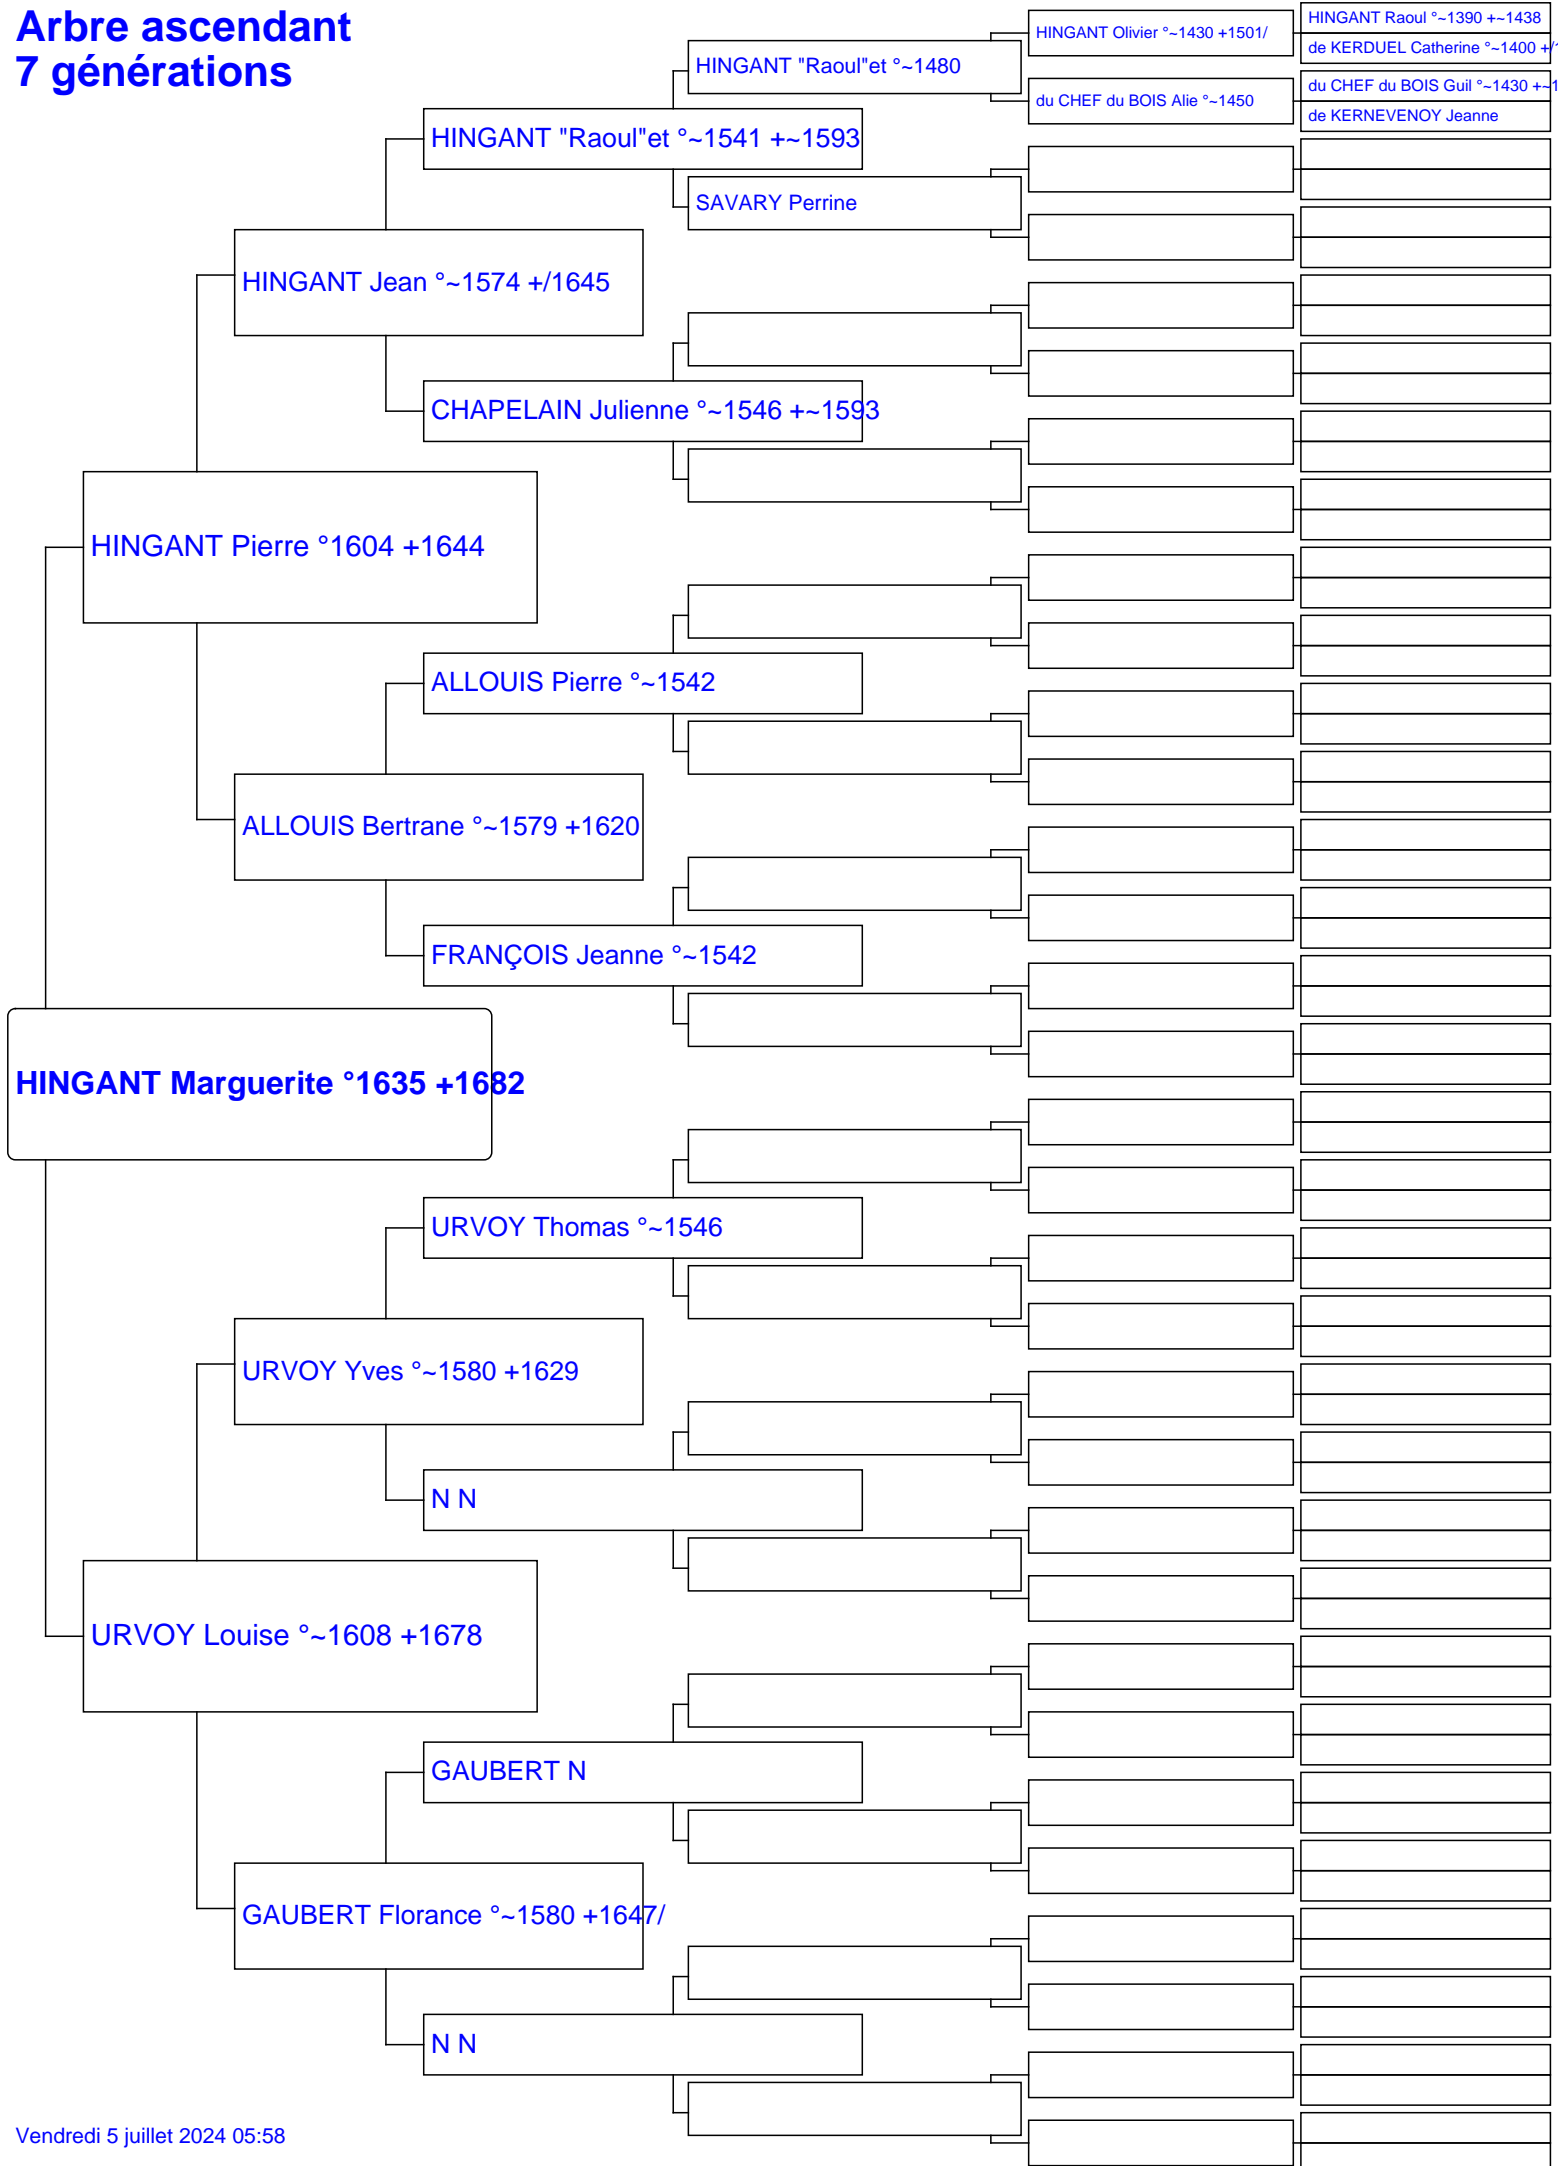 Arbre ascendant
7 générations
HINGANT Raoul °~1390 +~1438
HINGANT Olivier °~1430 +1501/
de KERDUEL Catherine °~1400 +/
HINGANT "Raoul"et °~1480
du CHEF du BOIS Guil °~1430 +~1
du CHEF du BOIS Alie °~1450
de KERNEVENOY Jeanne
HINGANT "Raoul"et °~1541 +~1593
SAVARY Perrine
HINGANT Jean °~1574 +/1645
CHAPELAIN Julienne °~1546 +~1593
HINGANT Pierre °1604 +1644
ALLOUIS Pierre °~1542
ALLOUIS Bertrane °~1579 +1620
FRANÇOIS Jeanne °~1542
HINGANT Marguerite °1635 +1682
URVOY Thomas °~1546
URVOY Yves °~1580 +1629
N N
URVOY Louise °~1608 +1678
GAUBERT N
GAUBERT Florance °~1580 +1647/
N N
Vendredi 5 juillet 2024 05:58